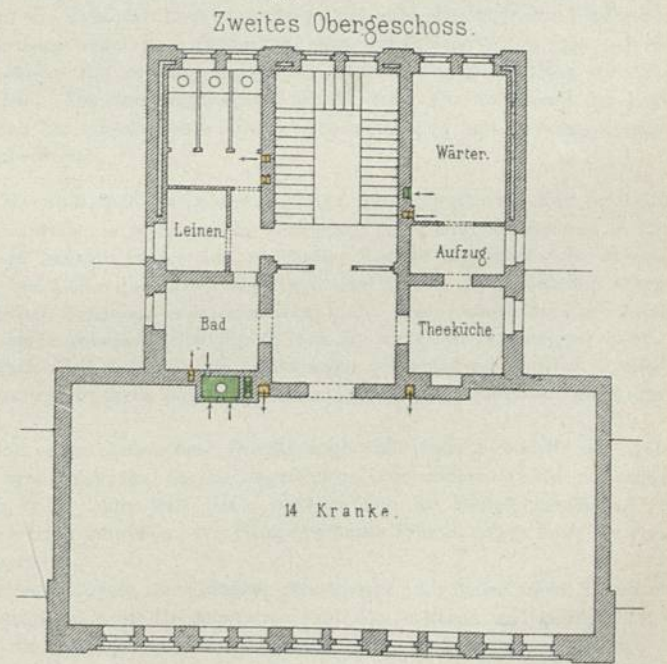 Zweites Obergeschoss.
Wärter.
Leinen.
Aufzug.
Bad
Theeküche.
14 Kranke.